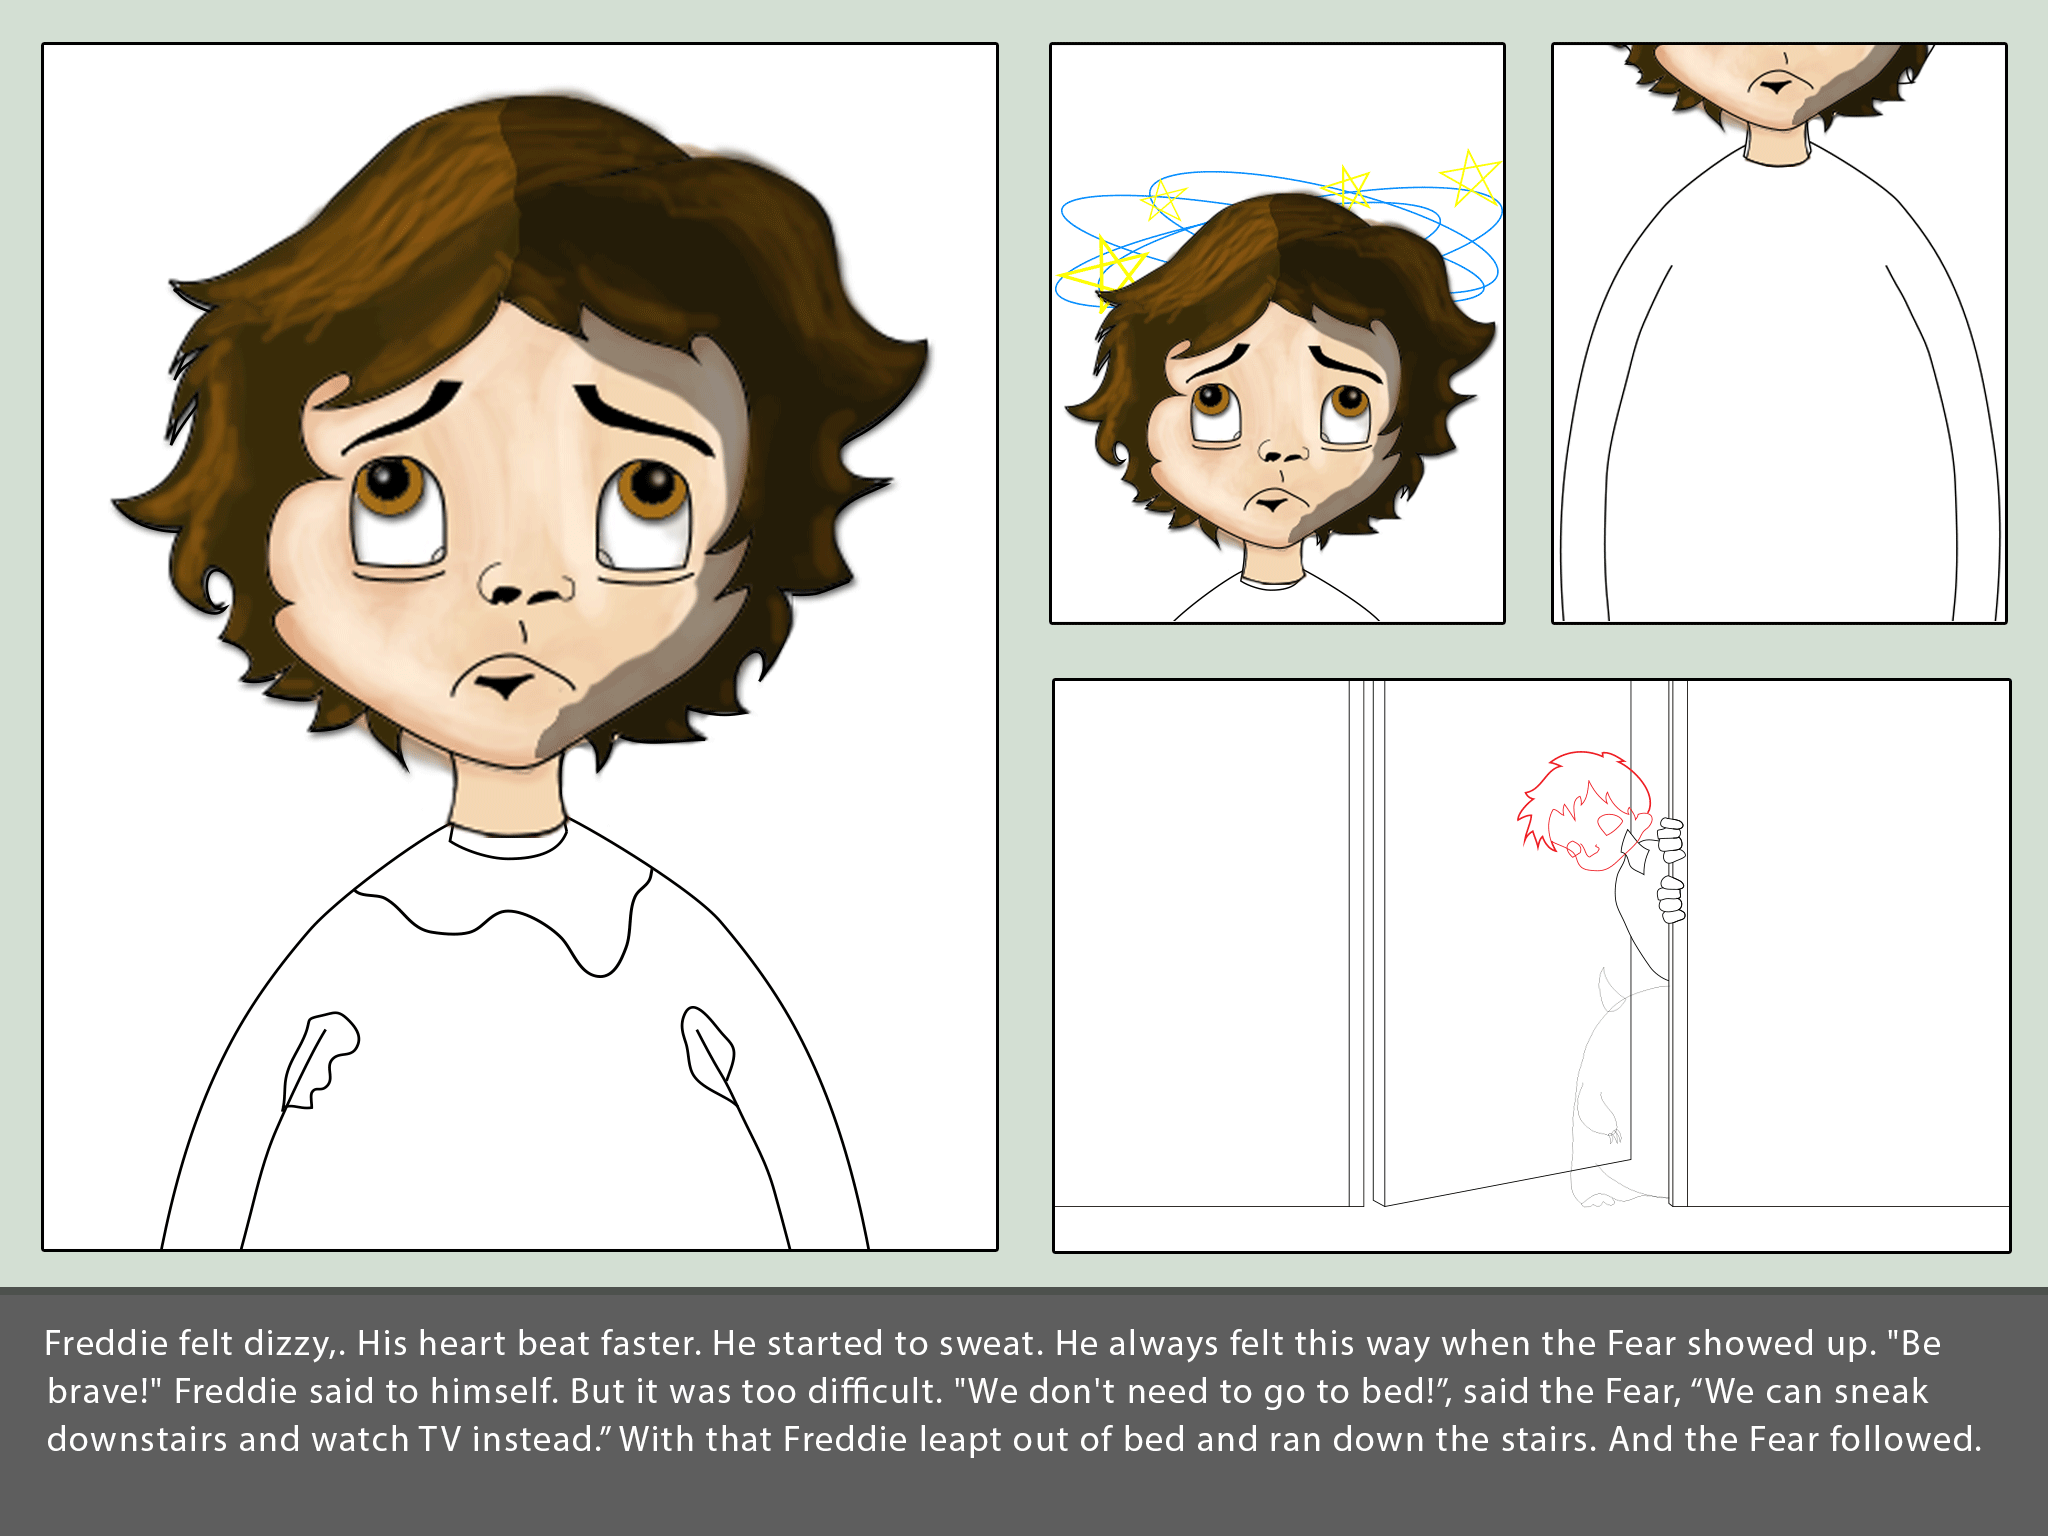 Freddie felt dizzy,. His heart beat faster. He started to sweat. He always felt this way when the Fear showed up. "Be
brave!" Freddie said to himself. But it was too difficult. "We don't need to go to bed!”, said the Fear, “We can sneak
downstairs and watch TV instead.” With that Freddie leapt out of bed and ran down the stairs. And the Fear followed.